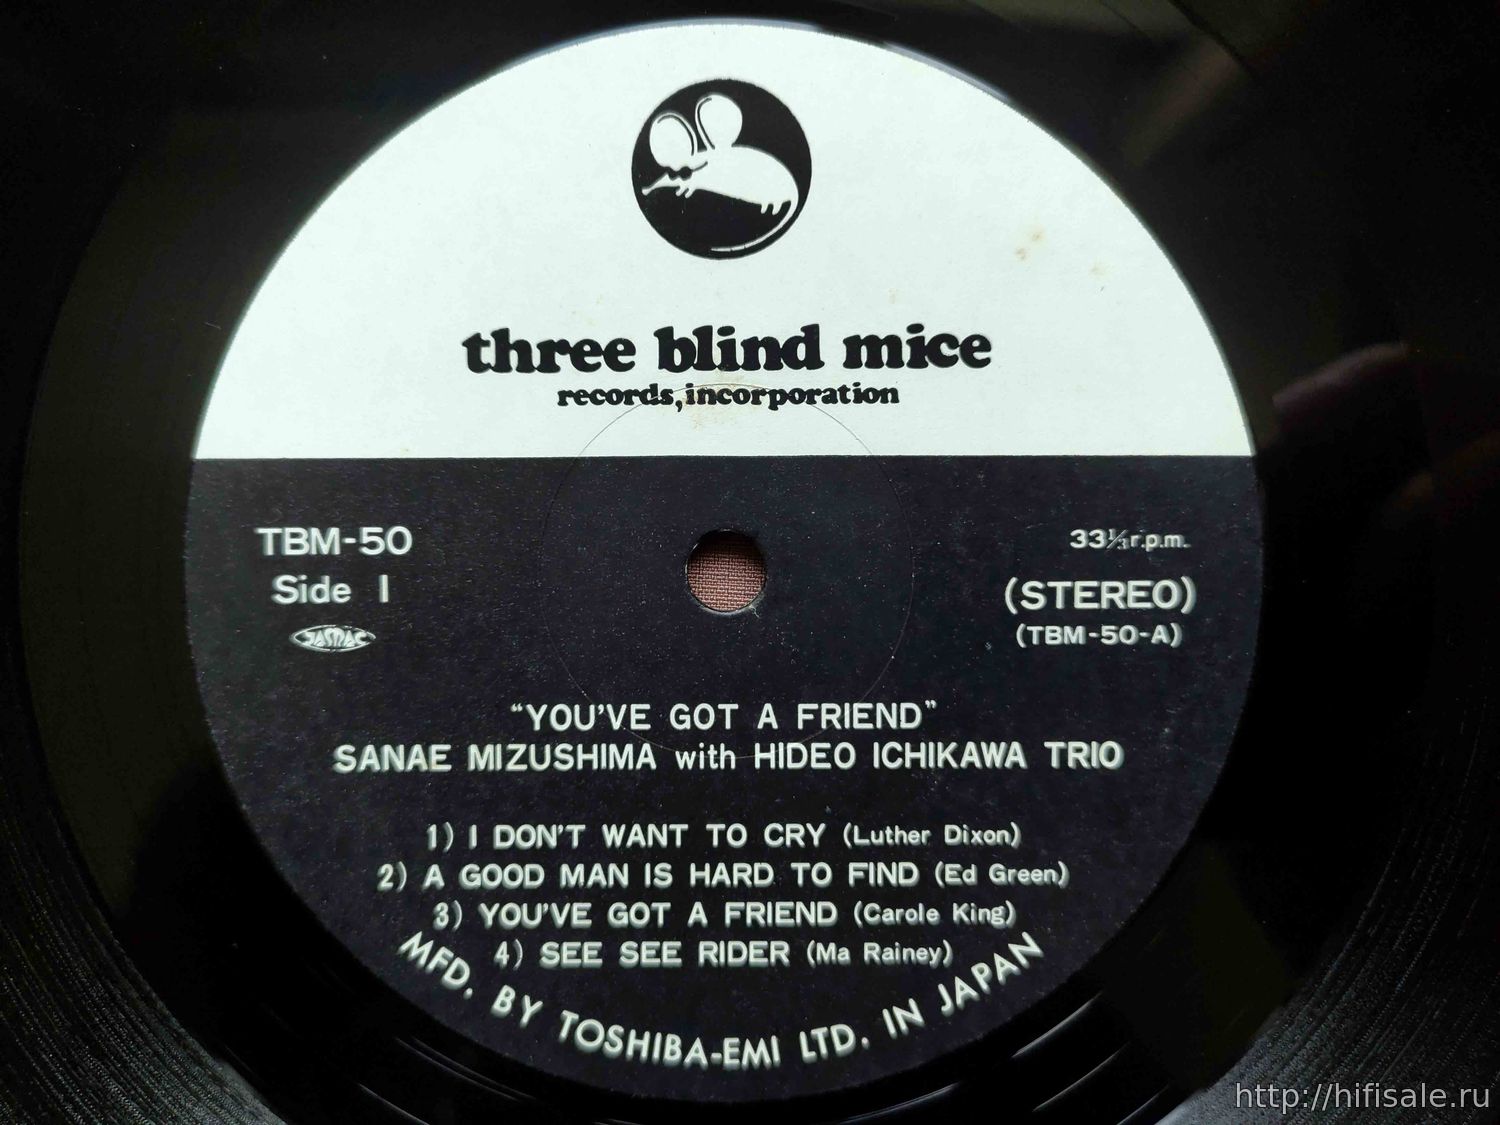 three blind mice
records, incorporation
TBM-50
33⅓ r.p.m.
Side 1
(STEREO)
JASRAC
(TBM-50-A)
"YOU'VE GOT A FRIEND"
SANAE MIZUSHIMA with HIDEO ICHIKAWA TRIO
1) I DON'T WANT TO CRY (Luther Dixon)
2) A GOOD MAN IS HARD TO FIND (Ed Green)
3) YOU'VE GOT A FRIEND (Carole King)
4) SEE SEE RIDER (Ma Rainey)
MFD. BY TOSHIBA-EMI LTD. IN JAPAN
http://hifisale.ru